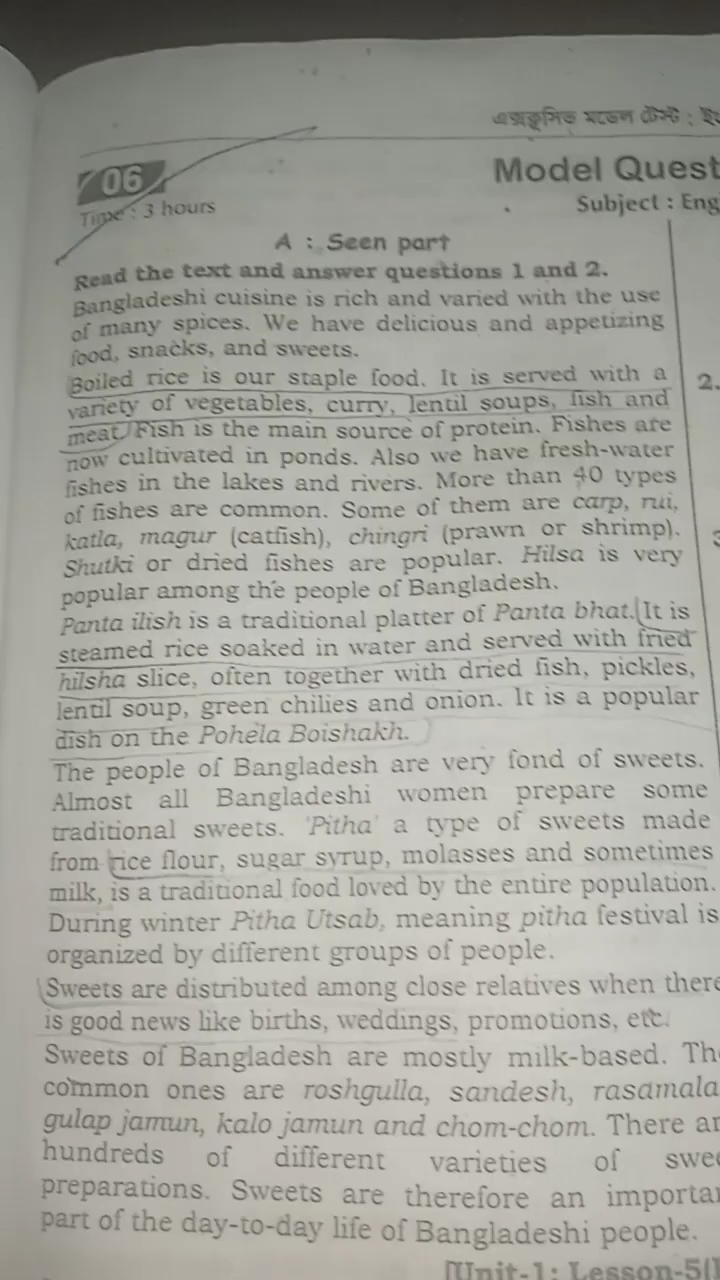 এক্সক্লুসিভ মডেল টেস্ট :
06
Model Quest
Time : 3 hours
Subject : Eng
A : Seen part
Read the text and answer questions 1 and 2.
Bangladeshi cuisine is rich and varied with the use
of many spices. We have delicious and appetizing
food, snacks, and sweets.
Boiled rice is our staple food. It is served with a
variety of vegetables, curry, lentil soups, fish and
meat. Fish is the main source of protein. Fishes are
now cultivated in ponds. Also we have fresh-water
fishes in the lakes and rivers. More than 40 types
of fishes are common. Some of them are carp, rui,
katla, magur (catfish), chingri (prawn or shrimp).
Shutki or dried fishes are popular. Hilsa is very
popular among the people of Bangladesh.
Panta ilish is a traditional platter of Panta bhat. It is
steamed rice soaked in water and served with fried
hilsha slice, often together with dried fish, pickles,
lentil soup, green chilies and onion. It is a popular
dish on the Pohela Boishakh.
The people of Bangladesh are very fond of sweets.
Almost all Bangladeshi women prepare some
traditional sweets. 'Pitha' a type of sweets made
from rice flour, sugar syrup, molasses and sometimes
milk, is a traditional food loved by the entire population.
During winter Pitha Utsab, meaning pitha festival is
organized by different groups of people.
Sweets are distributed among close relatives when there
is good news like births, weddings, promotions, etc.
Sweets of Bangladesh are mostly milk-based. Th
common ones are roshgulla, sandesh, rasamala
gulap jamun, kalo jamun and chom-chom. There ar
hundreds of different varieties of swe
preparations. Sweets are therefore an importa
part of the day-to-day life of Bangladeshi people.
[Unit-1: Lesson-5
2.